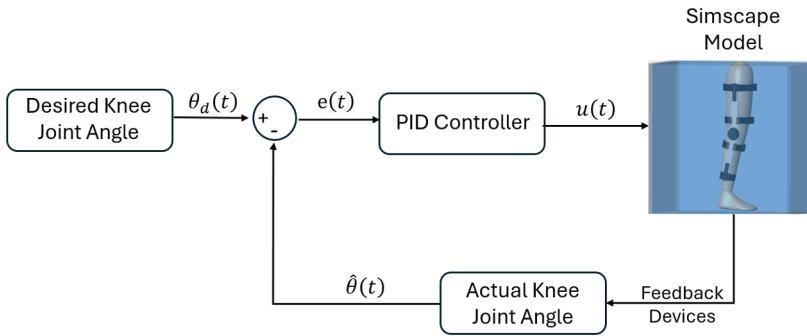 Simscape
Model
Desired Knee
Joint Angle
θ_d(t)
+
-
e(t)
PID Controller
u(t)
θ̂(t)
Actual Knee
Joint Angle
Feedback
Devices